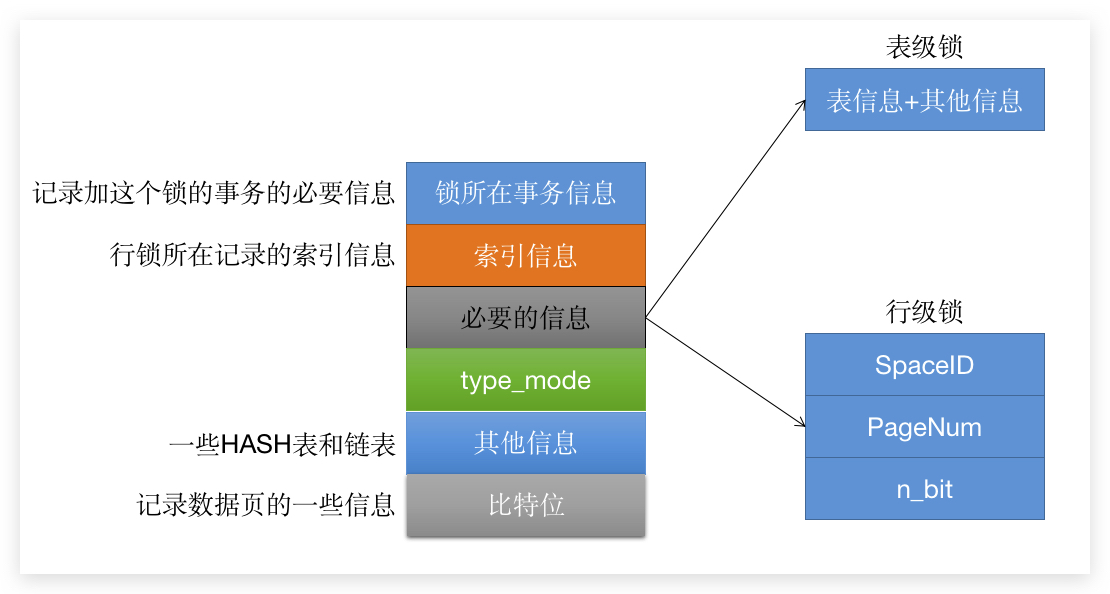 表级锁
表信息+其他信息
记录加这个锁的事务的必要信息
锁所在事务信息
行锁所在记录的索引信息
索引信息
必要的信息
行级锁
SpaceID
type_mode
PageNum
一些HASH表和链表
其他信息
n_bit
记录数据页的一些信息
比特位